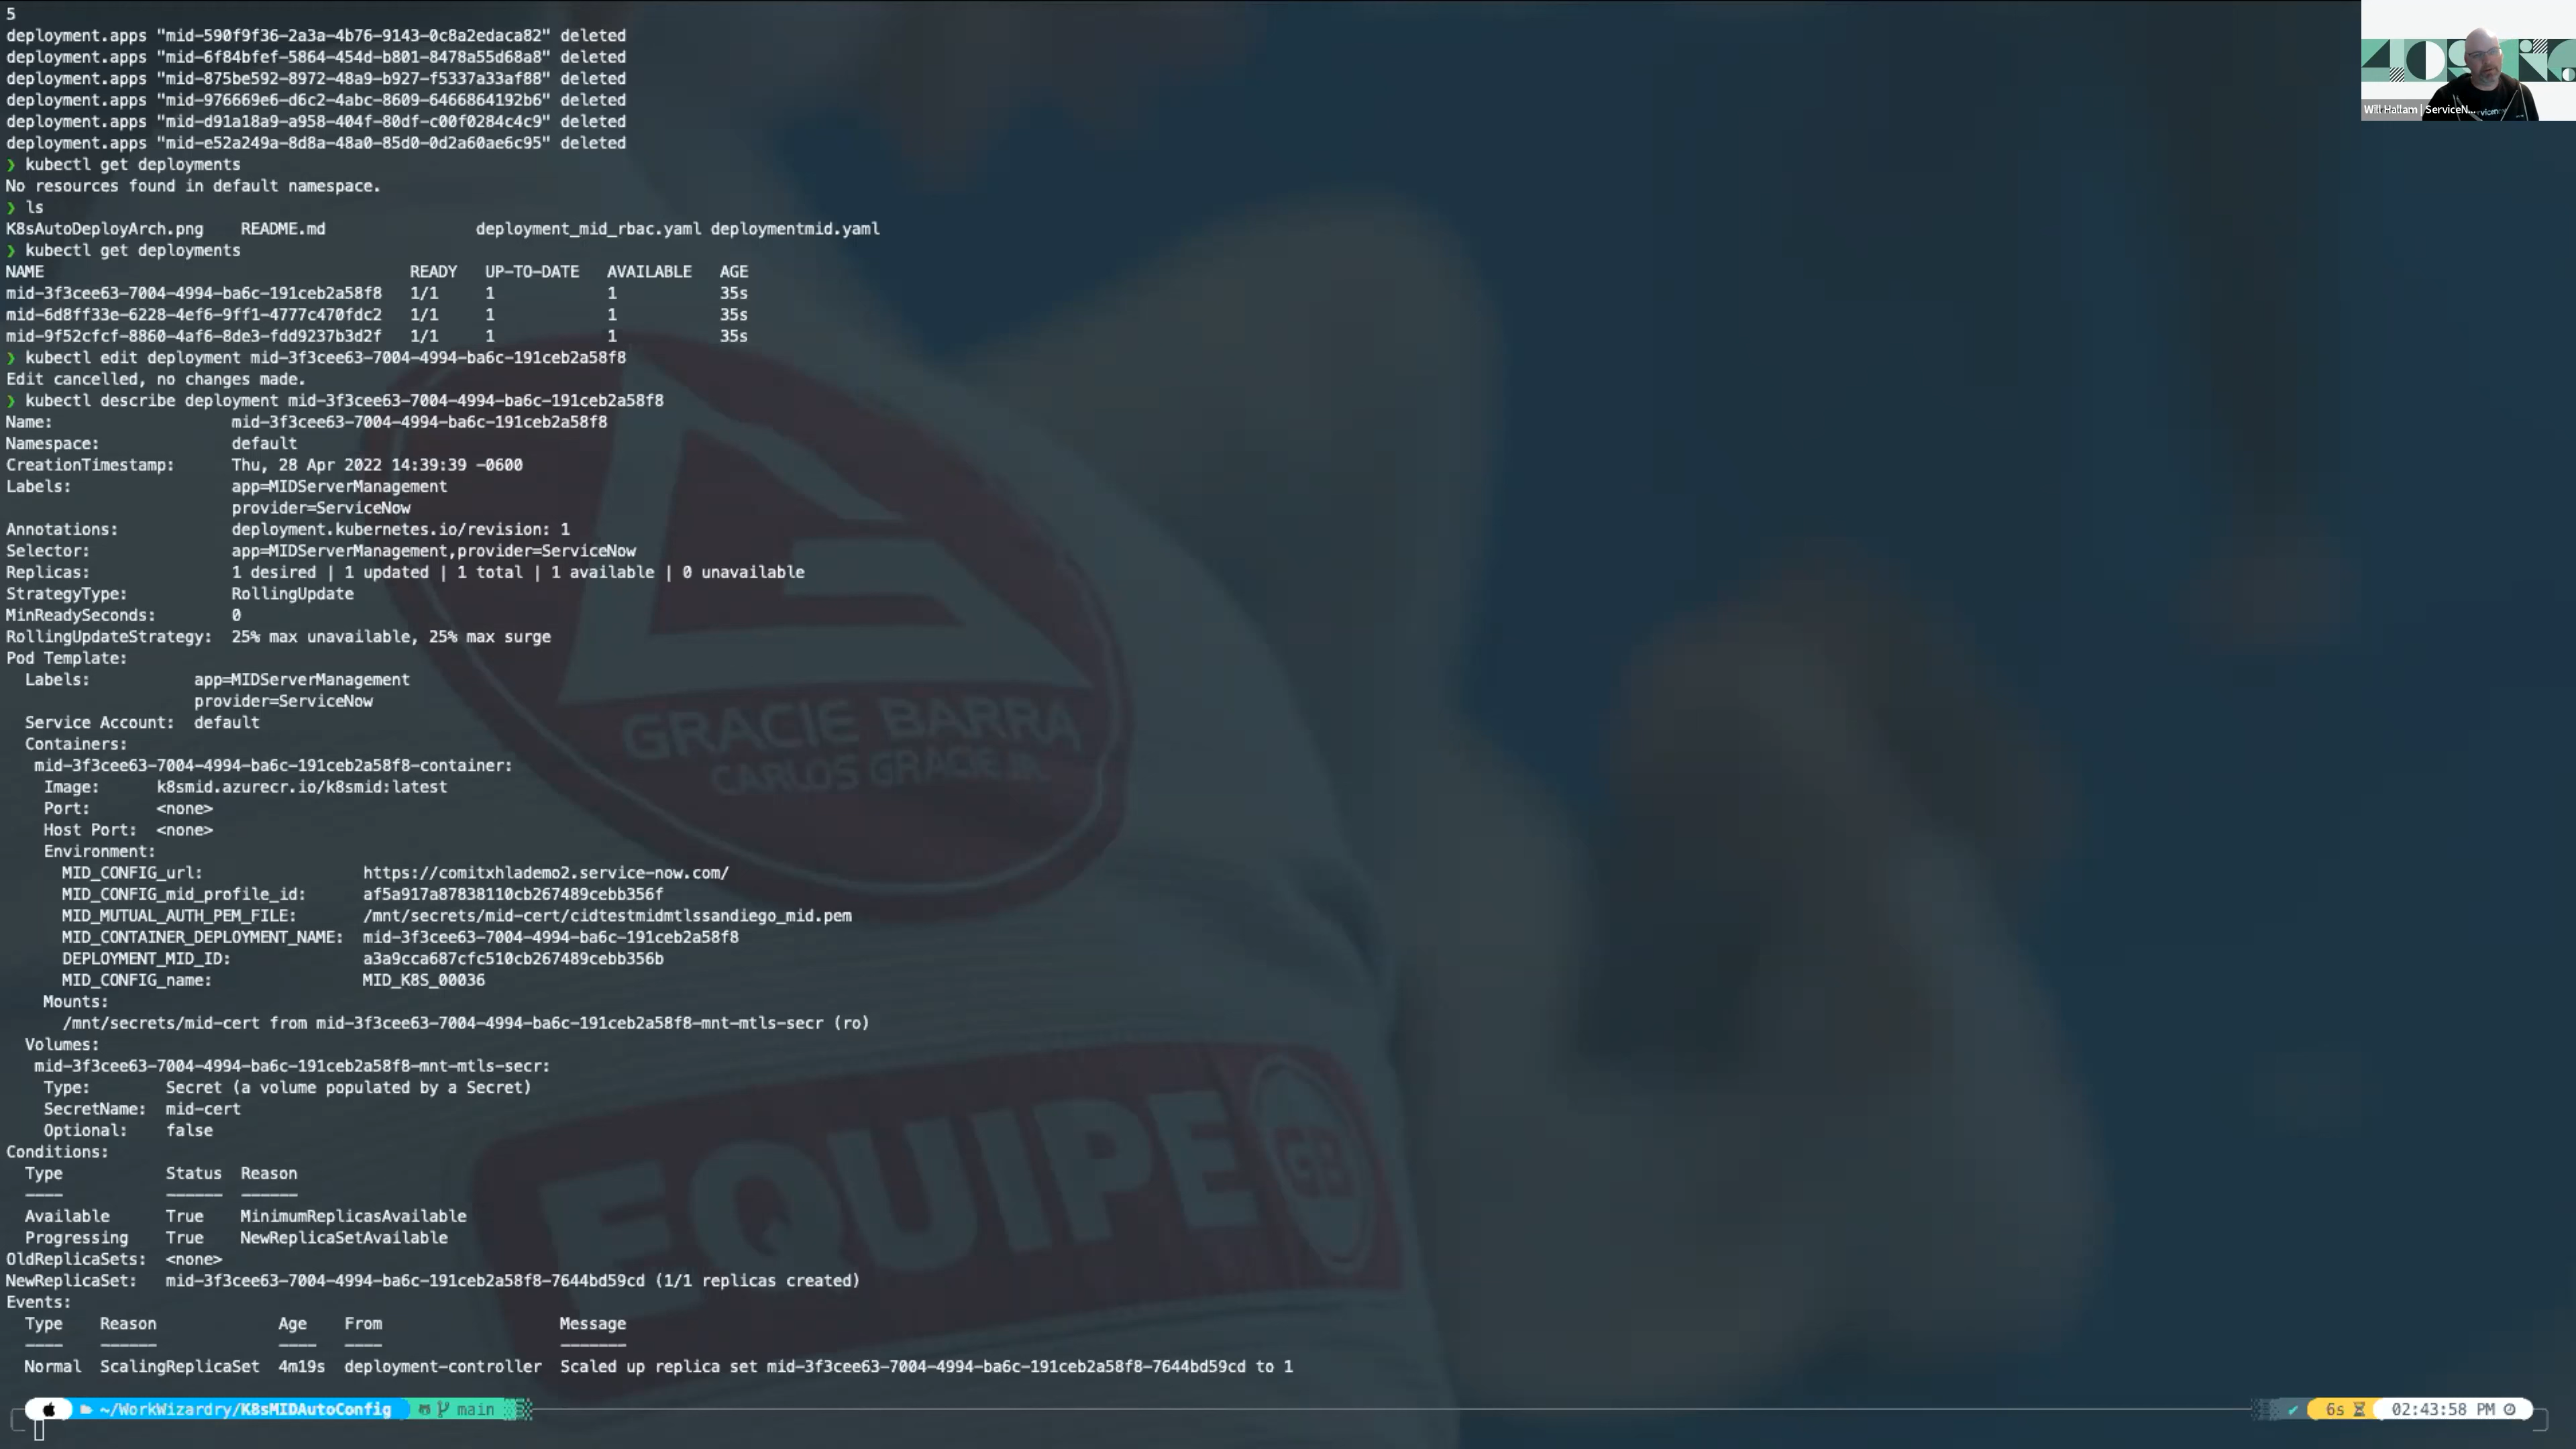 5
deployment.apps "mid-590f9f36-2a3a-4b76-9143-0c8a2edaca82" deleted
deployment.apps "mid-6f84bfef-5864-454d-b801-8478a55d68a8" deleted
deployment.apps "mid-875be592-8972-48a9-b927-f5337a33af88" deleted
deployment.apps "mid-976669e6-d6c2-4abc-8609-6466864192b6" deleted
deployment.apps "mid-d91a18a9-a958-404f-80df-c00f0284c4c9" deleted
deployment.apps "mid-e52a249a-8d8a-48a0-85d0-0d2a60ae6c95" deleted
❯ kubectl get deployments
No resources found in default namespace.
❯ ls
K8sAutoDeployArch.png README.md deployment_mid_rbac.yaml deploymentmid.yaml
❯ kubectl get deployments
NAME READY UP-TO-DATE AVAILABLE AGE
mid-3f3cee63-7004-4994-ba6c-191ceb2a58f8 1/1 1 1 35s
mid-6d8ff33e-6228-4ef6-9ff1-4777c470fdc2 1/1 1 1 35s
mid-9f52cfcf-8860-4af6-8de3-fdd9237b3d2f 1/1 1 1 35s
❯ kubectl edit deployment mid-3f3cee63-7004-4994-ba6c-191ceb2a58f8
Edit cancelled, no changes made.
❯ kubectl describe deployment mid-3f3cee63-7004-4994-ba6c-191ceb2a58f8
Name: mid-3f3cee63-7004-4994-ba6c-191ceb2a58f8
Namespace: default
CreationTimestamp: Thu, 28 Apr 2022 14:39:39 -0600
Labels: app=MIDServerManagement
provider=ServiceNow
Annotations: deployment.kubernetes.io/revision: 1
Selector: app=MIDServerManagement,provider=ServiceNow
Replicas: 1 desired | 1 updated | 1 total | 1 available | 0 unavailable
StrategyType: RollingUpdate
MinReadySeconds: 0
RollingUpdateStrategy: 25% max unavailable, 25% max surge
Pod Template:
Labels: app=MIDServerManagement
provider=ServiceNow
Service Account: default
Containers:
mid-3f3cee63-7004-4994-ba6c-191ceb2a58f8-container:
Image: k8smid.azurecr.io/k8smid:latest
Port: <none>
Host Port: <none>
Environment:
MID_CONFIG_url: https://comitxhlademo2.service-now.com/
MID_CONFIG_mid_profile_id: af5a917a87838110cb267489cebb356f
MID_MUTUAL_AUTH_PEM_FILE: /mnt/secrets/mid-cert/cidtestmidmtlssandiego_mid.pem
MID_CONTAINER_DEPLOYMENT_NAME: mid-3f3cee63-7004-4994-ba6c-191ceb2a58f8
DEPLOYMENT_MID_ID: a3a9cca687cfc510cb267489cebb356b
MID_CONFIG_name: MID_K8S_00036
Mounts:
/mnt/secrets/mid-cert from mid-3f3cee63-7004-4994-ba6c-191ceb2a58f8-mnt-mtls-secr (ro)
Volumes:
mid-3f3cee63-7004-4994-ba6c-191ceb2a58f8-mnt-mtls-secr:
Type: Secret (a volume populated by a Secret)
SecretName: mid-cert
Optional: false
Conditions:
Type Status Reason
---- ------ ------
Available True MinimumReplicasAvailable
Progressing True NewReplicaSetAvailable
OldReplicaSets: <none>
NewReplicaSet: mid-3f3cee63-7004-4994-ba6c-191ceb2a58f8-7644bd59cd (1/1 replicas created)
Events:
Type Reason Age From Message
---- ------ ---- ---- -------
Normal ScalingReplicaSet 4m19s deployment-controller Scaled up replica set mid-3f3cee63-7004-4994-ba6c-191ceb2a58f8-7644bd59cd to 1
~/WorkWizardry/K8sMIDAutoConfig main
✔ 6s 02:43:58 PM
Will Hallam | ServiceN...
GRACIE BARRA
CARLOS GRACIE JR.
EQUIPE GB